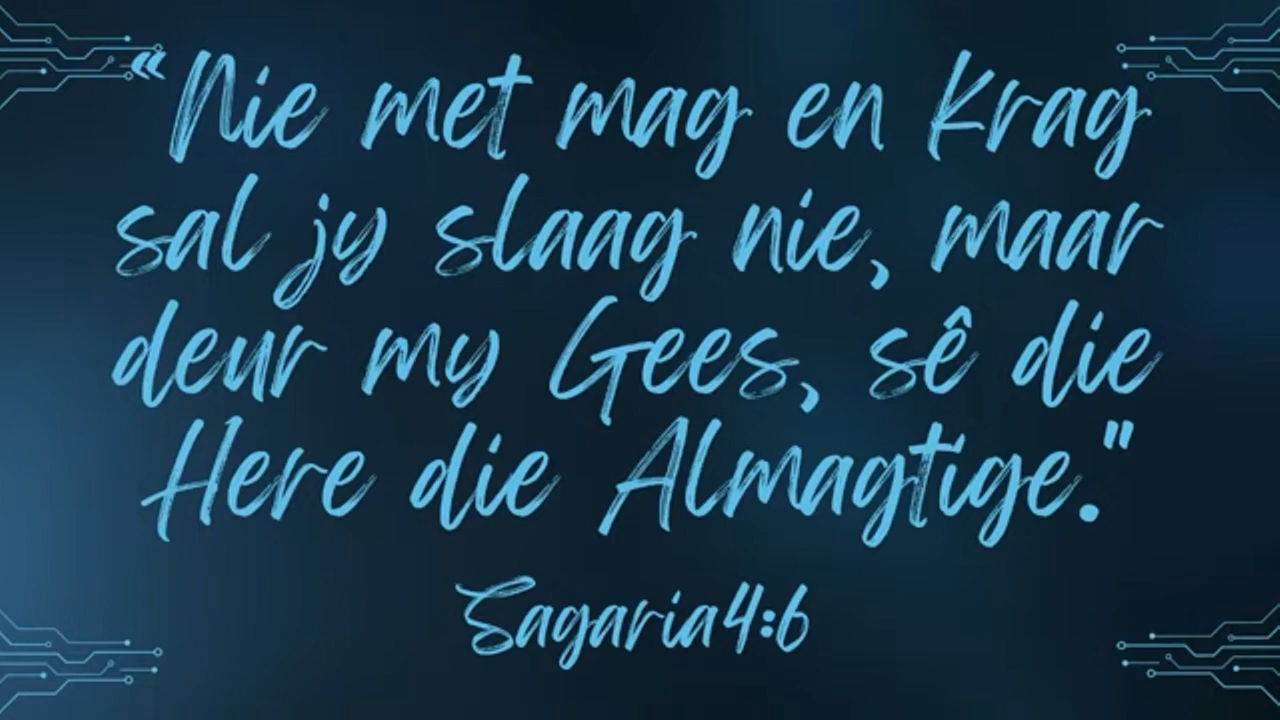 “Nie met mag en Krag
sal jy slaag nie, maar
deur my Gees, sê die
Here die Almagtige."
Sagaria4:6